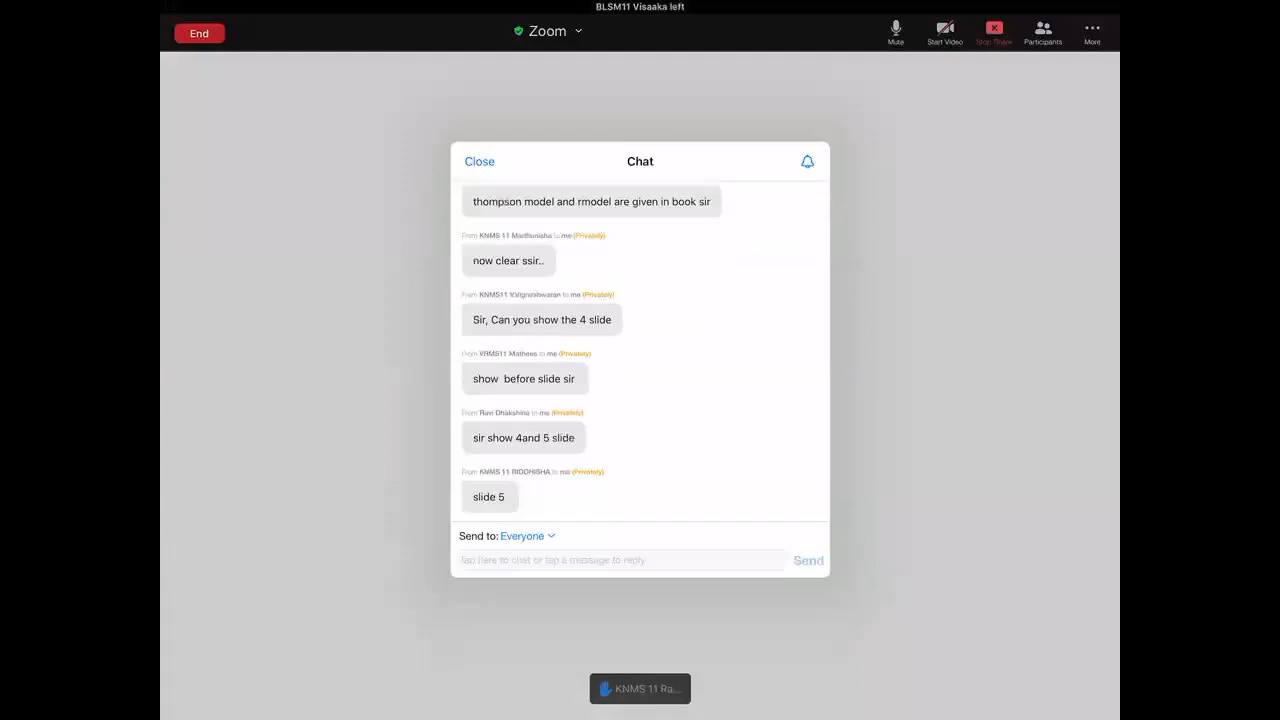 BLSM11 Visaaka left
End
Zoom
Mute
Start Video
Stop Share
Participants
More
Close
Chat
thompson model and rmodel are given in book sir
From KNMS 11 Madhunisha to me (Privately)
now clear ssir..
From KNMS11 to me (Privately)
Sir, Can you show the 4 slide
From VRMS11 Mathees to me (Privately)
show before slide sir
From Ravi Dhakshina to me (Privately)
sir show 4and 5 slide
From KNMS 11 RIDDHISHA to me (Privately)
slide 5
Send to: Everyone
Tap here to chat or tap a message to reply
Send
KNMS 11 Ra...